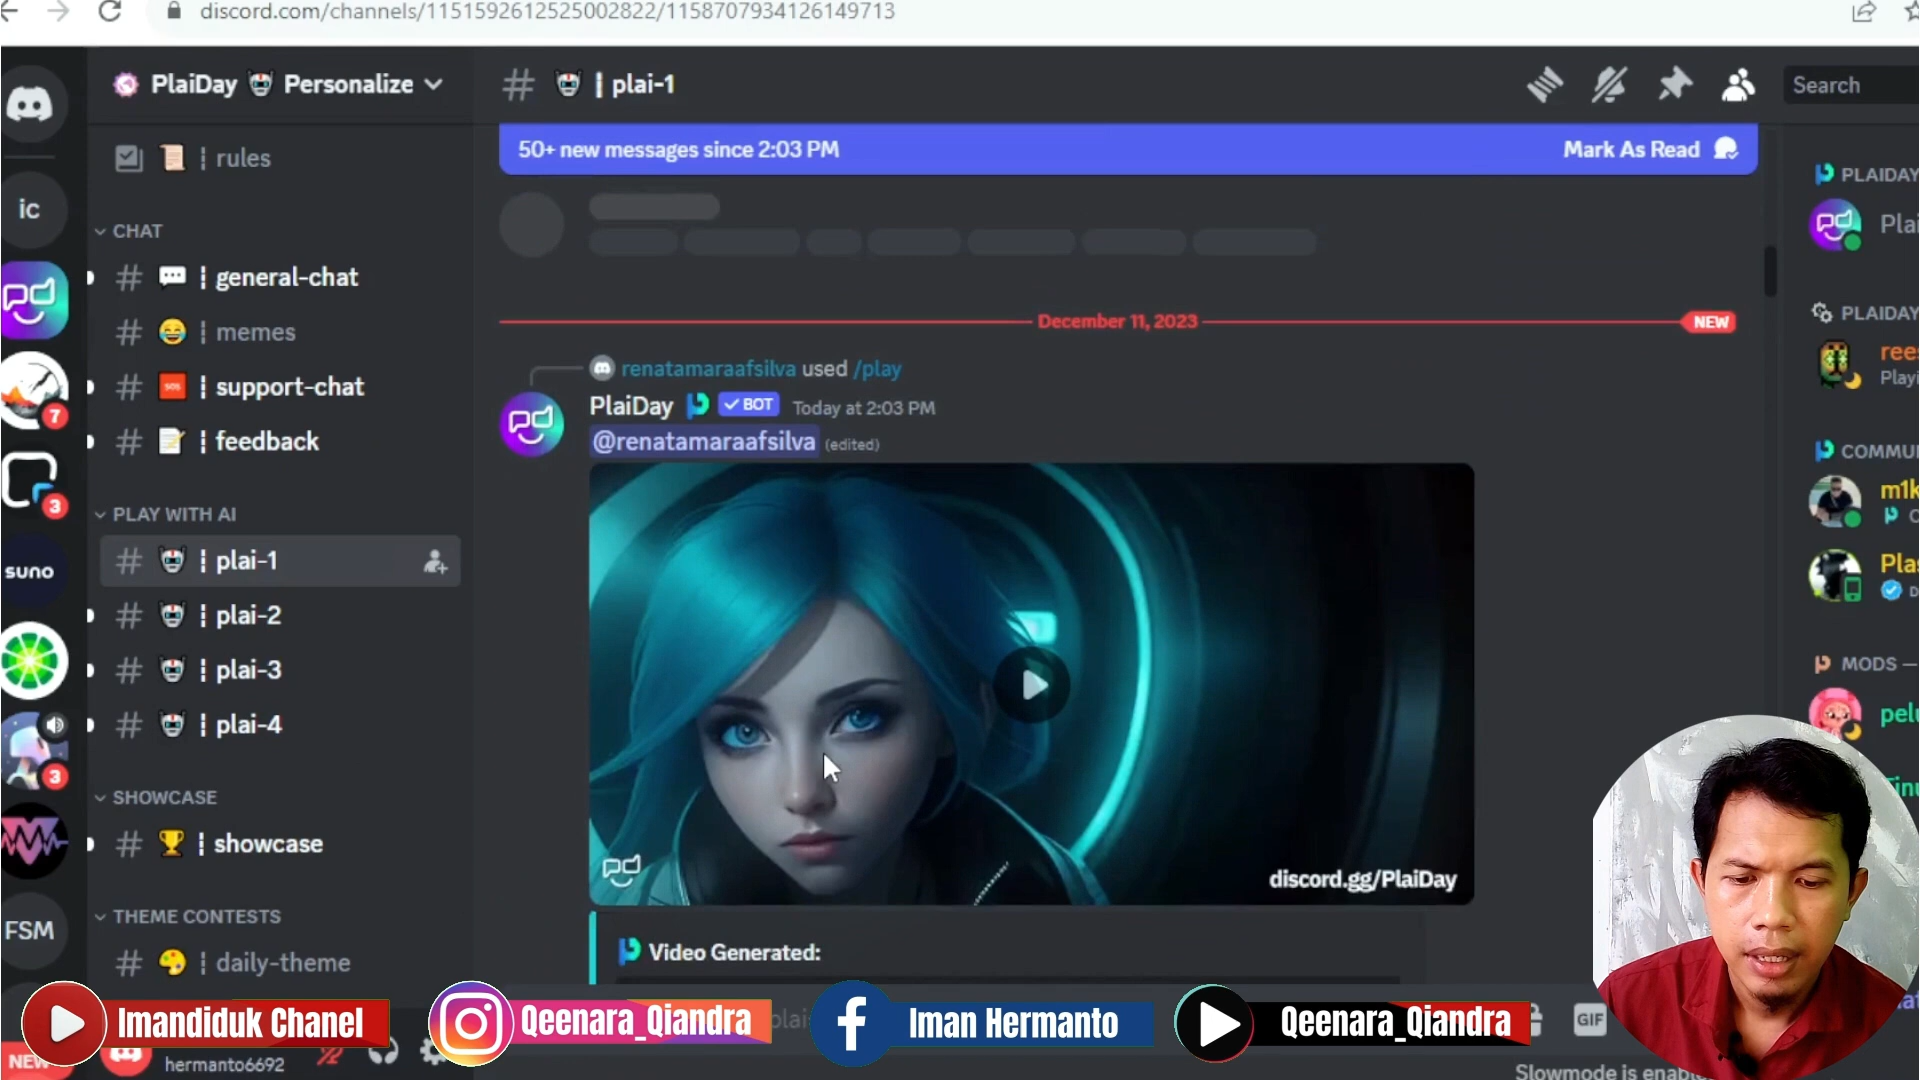 discord.com/channels/1151592612525002822/1158707934126149713
PlaiDay Personalize
plai-1
Search
rules
50+ new messages since 2:03 PM
Mark As Read
ic
CHAT
general-chat
memes
support-chat
feedback
7
3
PLAY WITH AI
plai-1
plai-2
plai-3
plai-4
suno
3
SHOWCASE
showcase
FSM
THEME CONTESTS
daily-theme
NEW
hermanto6692
December 11, 2023
NEW
renatamaraafsilva used /play
PlaiDay BOT Today at 2:03 PM
@renatamaraafsilva (edited)
discord.gg/PlaiDay
Video Generated:
GIF
PLAIDAY
PLAIDAY
MODS —
Imandiduk Chanel
Qeenara_Qiandra
Iman Hermanto
Qeenara_Qiandra